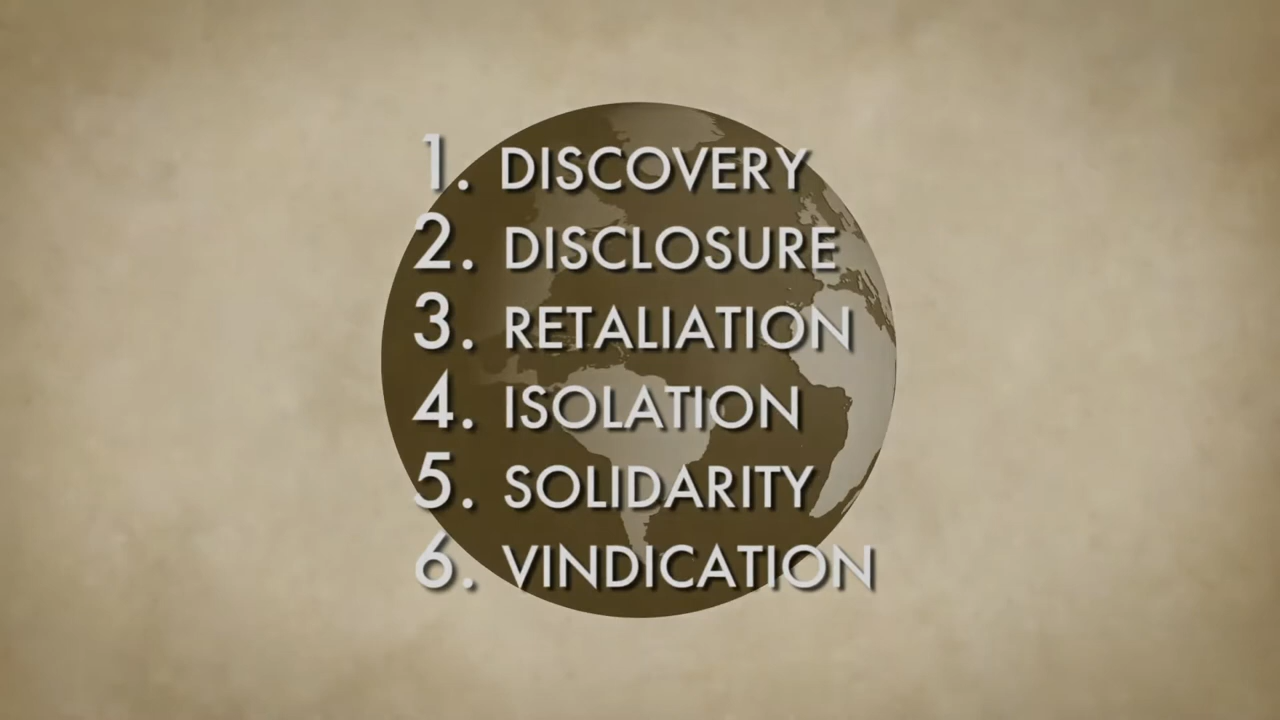 1. DISCOVERY
2. DISCLOSURE
3. RETALIATION
4. ISOLATION
5. SOLIDARITY
6. VINDICATION